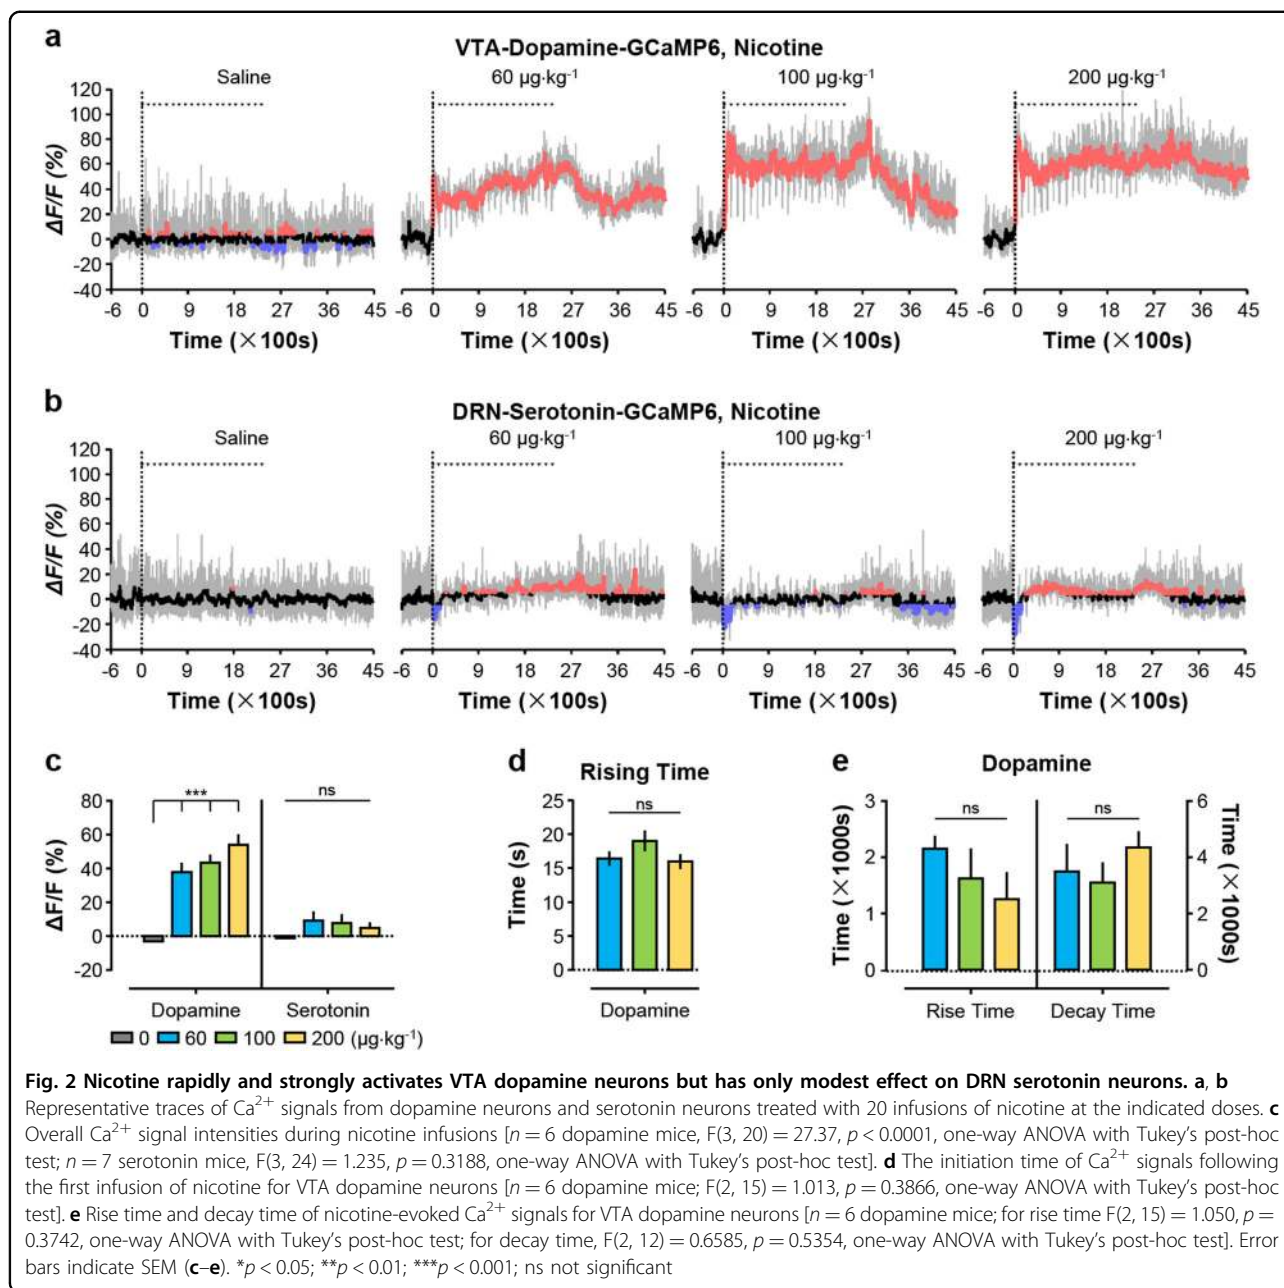 a
VTA-Dopamine-GCaMP6, Nicotine
Saline 60 µg·kg⁻¹ 100 µg·kg⁻¹ 200 µg·kg⁻¹
ΔF/F (%)
120
100
80
60
40
20
0
-20
-40
-6 0 9 18 27 36 45 -6 0 9 18 27 36 45 -6 0 9 18 27 36 45 -6 0 9 18 27 36 45
Time (×100s) Time (×100s) Time (×100s) Time (×100s)
b
DRN-Serotonin-GCaMP6, Nicotine
Saline 60 µg·kg⁻¹ 100 µg·kg⁻¹ 200 µg·kg⁻¹
ΔF/F (%)
120
100
80
60
40
20
0
-20
-40
-6 0 9 18 27 36 45 -6 0 9 18 27 36 45 -6 0 9 18 27 36 45 -6 0 9 18 27 36 45
Time (×100s) Time (×100s) Time (×100s) Time (×100s)
c
ΔF/F (%)
80
60
40
20
0
-20
*** ns
Dopamine Serotonin
0 60 100 200 (µg·kg⁻¹)
d
Rising Time
Time (s)
25
20
15
10
5
0
ns
Dopamine
e
Dopamine
Time (×1000s)
3
2
1
0
ns ns
6
4
2
0
Time (×1000s)
Rise Time Decay Time
Fig. 2 Nicotine rapidly and strongly activates VTA dopamine neurons but has only modest effect on DRN serotonin neurons. a, b
Representative traces of Ca²⁺ signals from dopamine neurons and serotonin neurons treated with 20 infusions of nicotine at the indicated doses. c
Overall Ca²⁺ signal intensities during nicotine infusions [n = 6 dopamine mice, F(3, 20) = 27.37, p < 0.0001, one-way ANOVA with Tukey's post-hoc
test; n = 7 serotonin mice, F(3, 24) = 1.235, p = 0.3188, one-way ANOVA with Tukey's post-hoc test]. d The initiation time of Ca²⁺ signals following
the first infusion of nicotine for VTA dopamine neurons [n = 6 dopamine mice; F(2, 15) = 1.013, p = 0.3866, one-way ANOVA with Tukey's post-hoc
test]. e Rise time and decay time of nicotine-evoked Ca²⁺ signals for VTA dopamine neurons [n = 6 dopamine mice; for rise time F(2, 15) = 1.050, p =
0.3742, one-way ANOVA with Tukey's post-hoc test; for decay time, F(2, 12) = 0.6585, p = 0.5354, one-way ANOVA with Tukey's post-hoc test]. Error
bars indicate SEM (c–e). *p < 0.05; **p < 0.01; ***p < 0.001; ns not significant